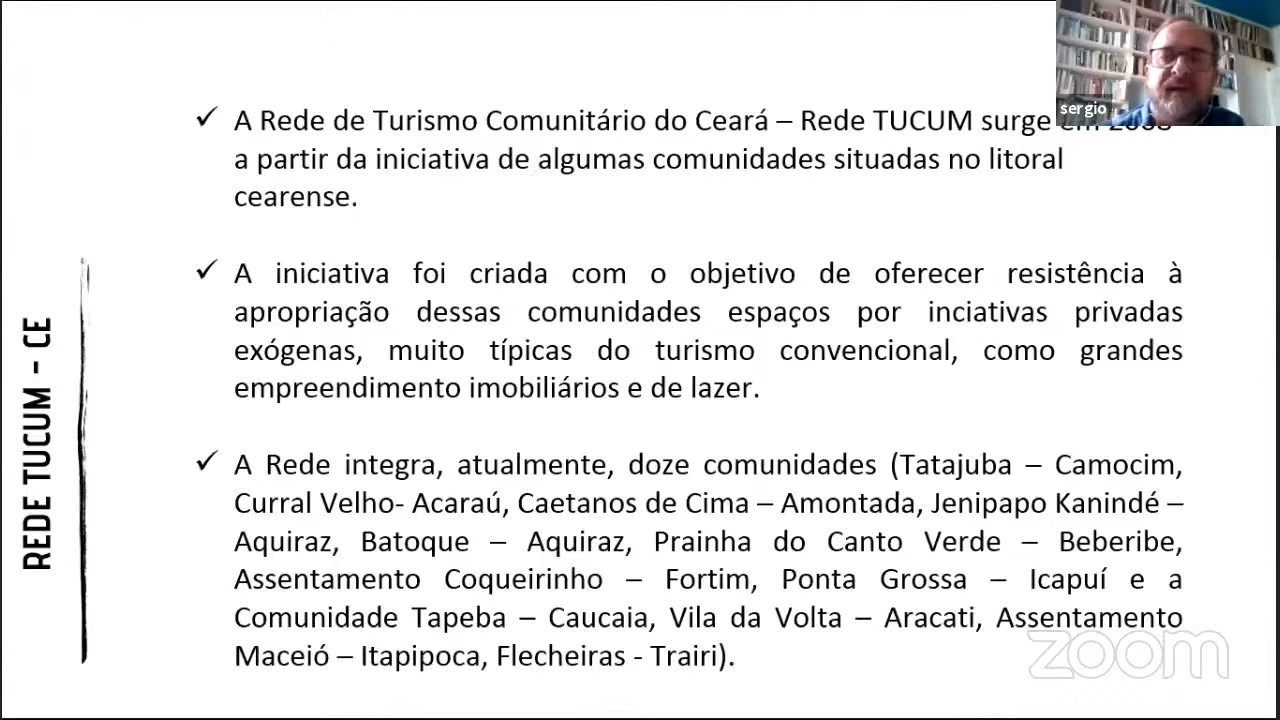 sergio
A Rede de Turismo Comunitário do Ceará – Rede TUCUM surge
a partir da iniciativa de algumas comunidades situadas no litoral
cearense.
A iniciativa foi criada com o objetivo de oferecer resistência à
apropriação dessas comunidades espaços por inciativas privadas
exógenas, muito típicas do turismo convencional, como grandes
empreendimento imobiliários e de lazer.
A Rede integra, atualmente, doze comunidades (Tatajuba – Camocim,
Curral Velho- Acaraú, Caetanos de Cima – Amontada, Jenipapo Kanindé –
Aquiraz, Batoque – Aquiraz, Prainha do Canto Verde – Beberibe,
Assentamento Coqueirinho – Fortim, Ponta Grossa – Icapuí e a
Comunidade Tapeba – Caucaia, Vila da Volta – Aracati, Assentamento
Maceió – Itapipoca, Flecheiras - Trairi).
REDE TUCUM - CE
zoom